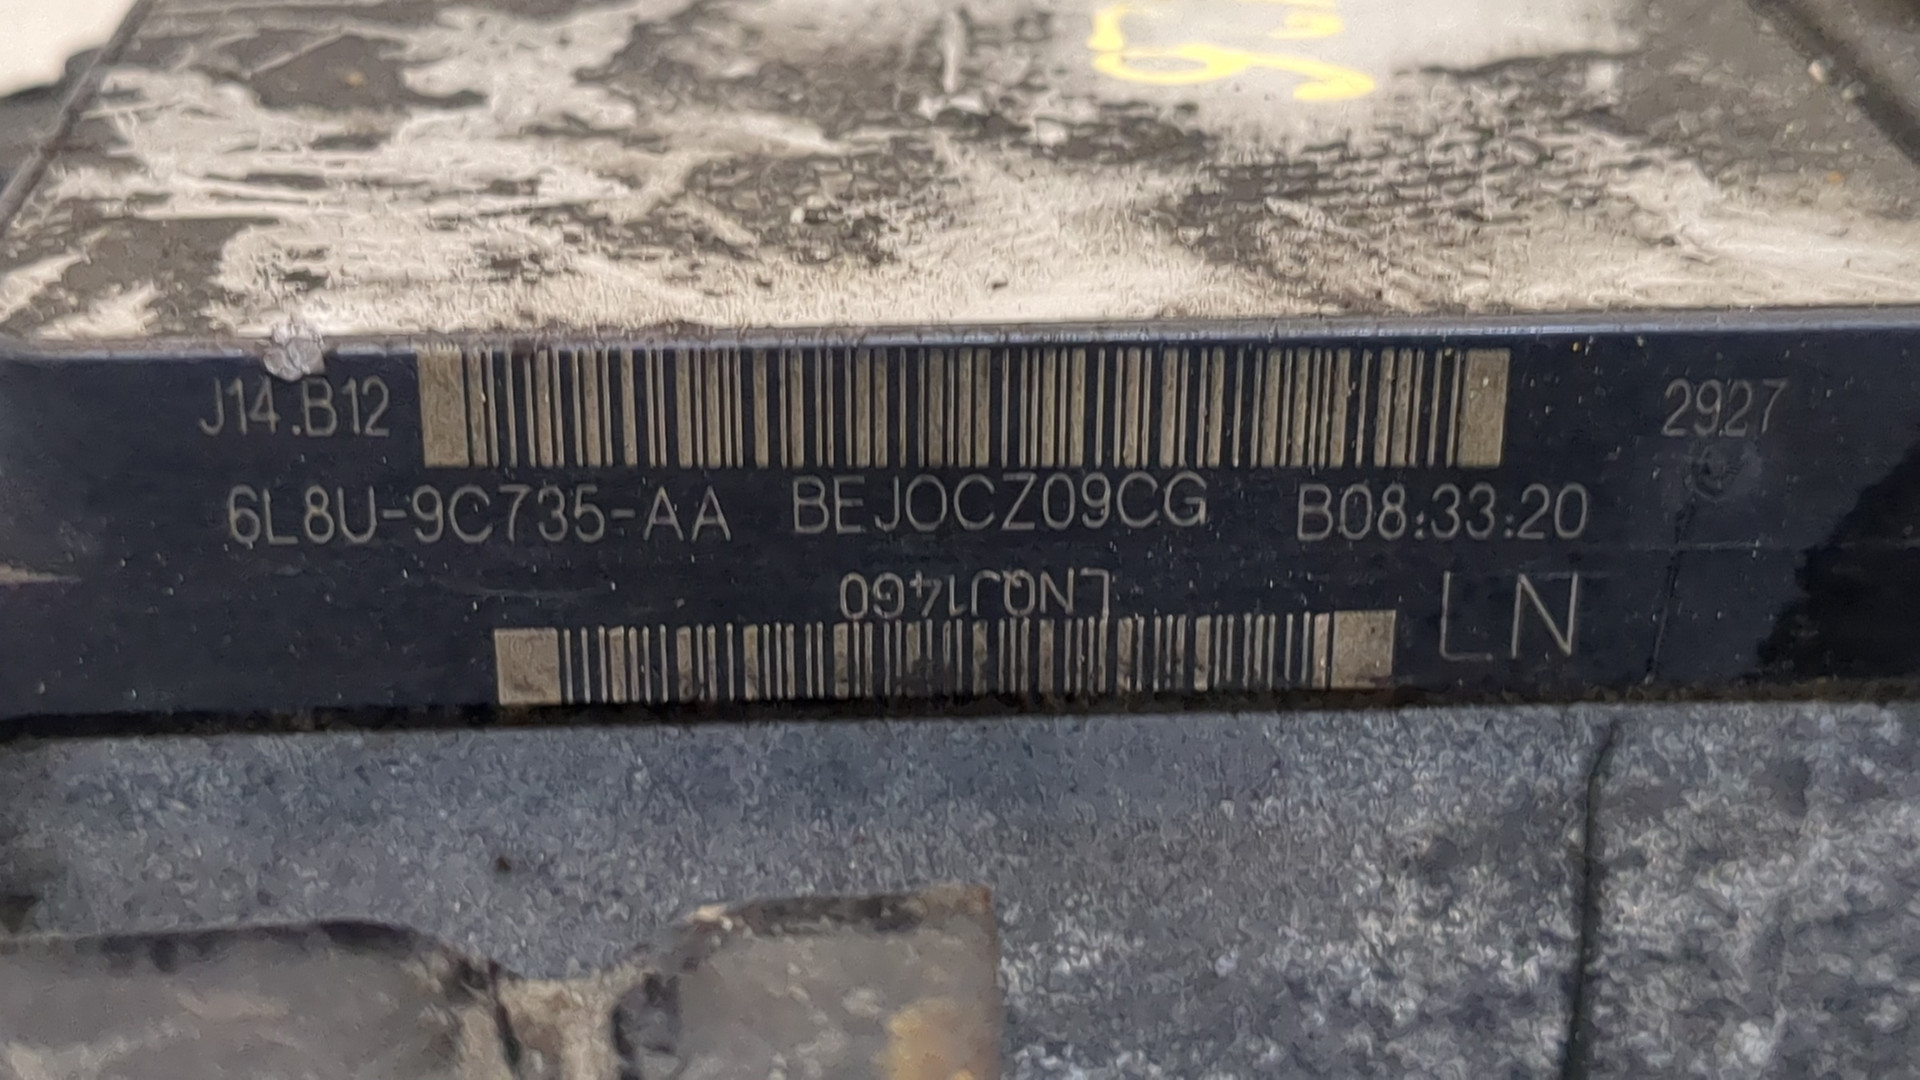 J14.B12 2927
6L8U-9C735-AA BEJOCZ09CG B08:33:20
LNQJ14G0
LN